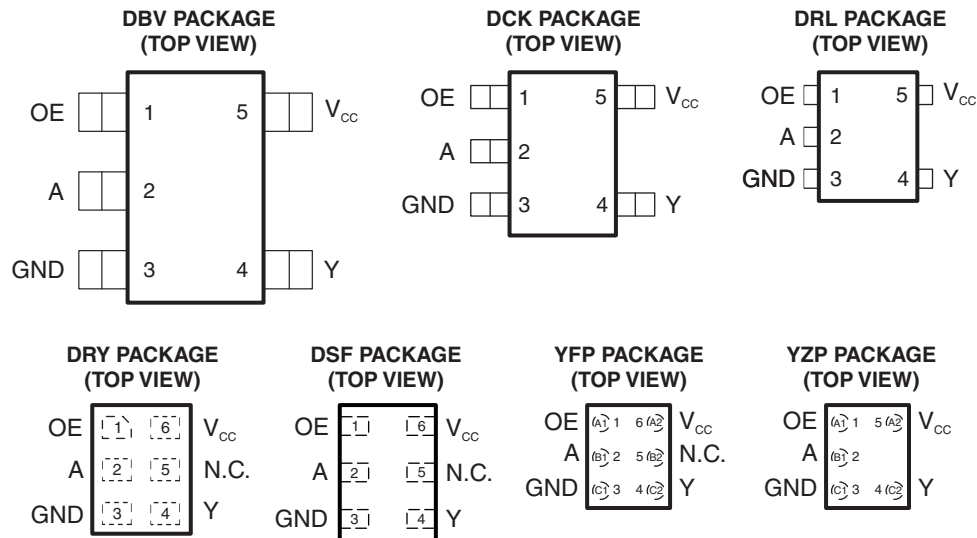 DBV PACKAGE
(TOP VIEW)
OE 1 5 VCC
A 2
GND 3 4 Y
DCK PACKAGE
(TOP VIEW)
OE 1 5 VCC
A 2
GND 3 4 Y
DRL PACKAGE
(TOP VIEW)
OE 1 5 VCC
A 2
GND 3 4 Y
DRY PACKAGE
(TOP VIEW)
OE 1 6 VCC
A 2 5 N.C.
GND 3 4 Y
DSF PACKAGE
(TOP VIEW)
OE 1 6 VCC
A 2 5 N.C.
GND 3 4 Y
YFP PACKAGE
(TOP VIEW)
OE A1 1 6 A2 VCC
A B1 2 5 B2 N.C.
GND C1 3 4 C2 Y
YZP PACKAGE
(TOP VIEW)
OE A1 1 5 A2 VCC
A B1 2
GND C1 3 4 C2 Y